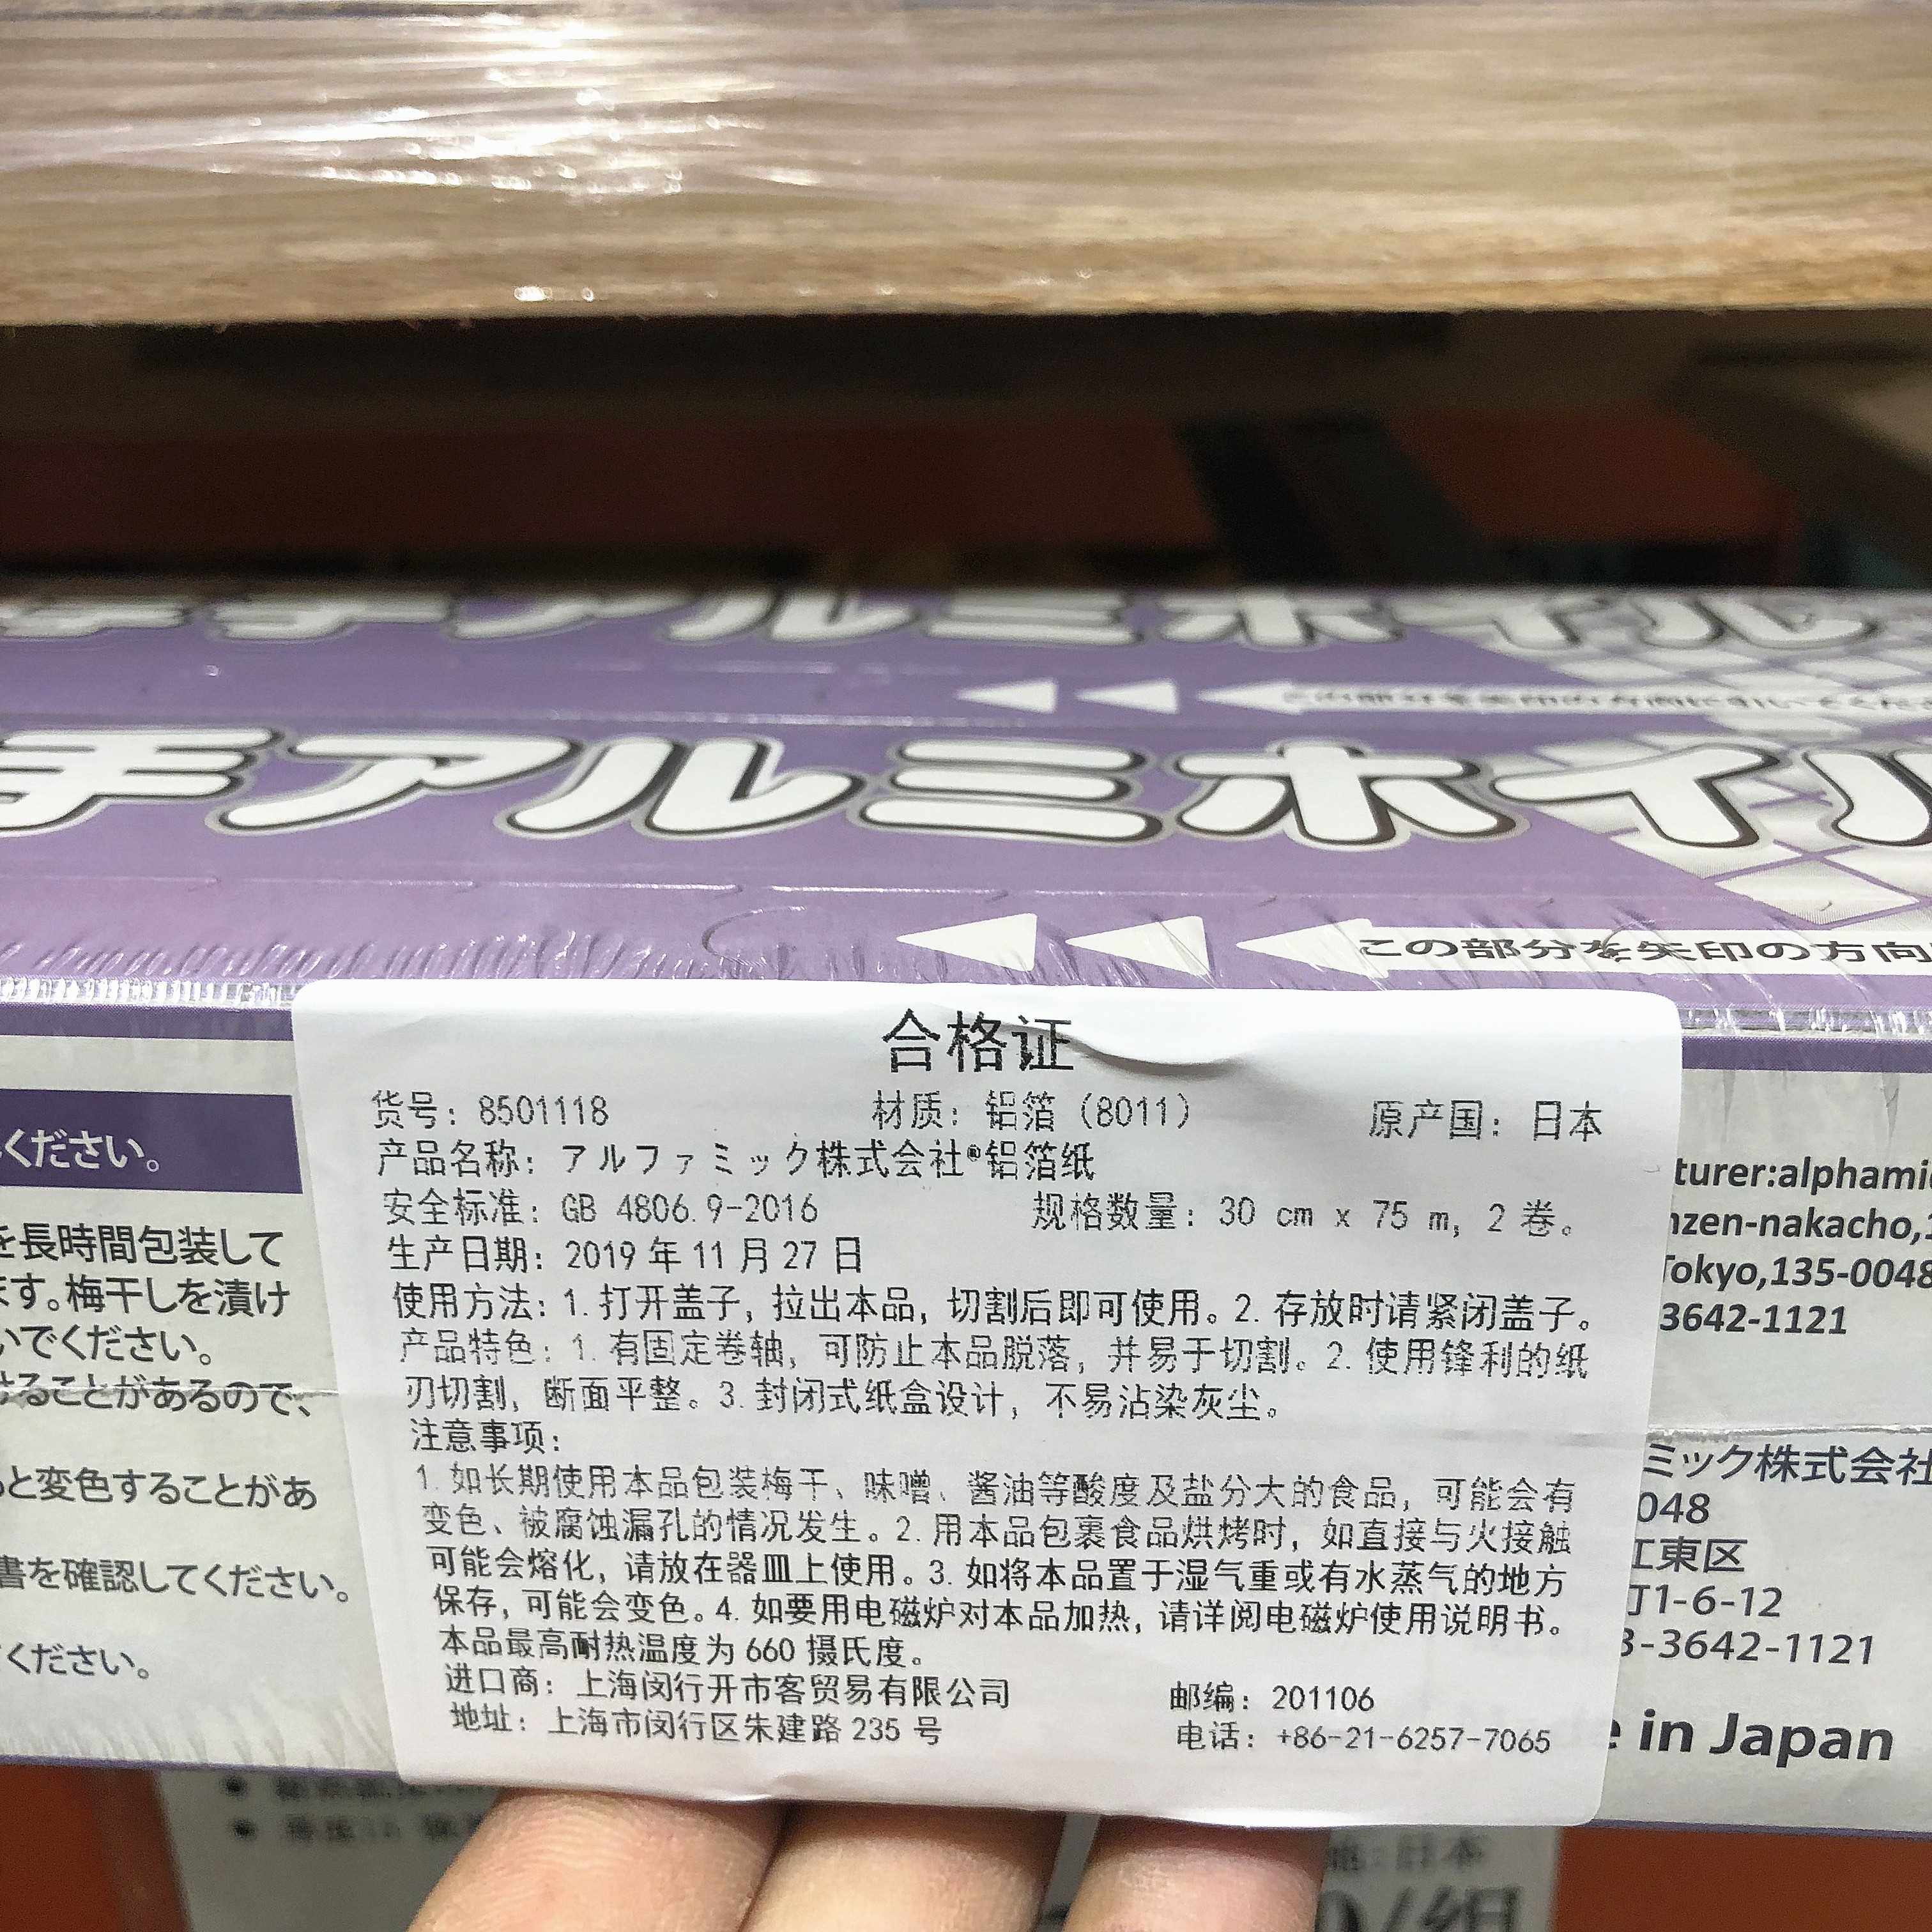 手アルミホイル
手アルミホイル
この部分を矢印の方向
合格证
货号：8501118 材质：铝箔（8011） 原产国：日本
产品名称：アルファミック株式会社®铝箔纸
安全标准：GB 4806.9-2016 规格数量：30 cm x 75 m, 2 卷。
生产日期：2019 年 11 月 27 日
使用方法：1. 打开盖子，拉出本品，切割后即可使用。2. 存放时请紧闭盖子。
产品特色：1. 有固定卷轴，可防止本品脱落，并易于切割。2. 使用锋利的纸
刃切割，断面平整。3. 封闭式纸盒设计，不易沾染灰尘。
注意事项：
1. 如长期使用本品包装梅干、味噌、酱油等酸度及盐分大的食品，可能会有
变色、被腐蚀漏孔的情况发生。2. 用本品包裹食品烘烤时，如直接与火接触
可能会熔化，请放在器皿上使用。3. 如将本品置于湿气重或有水蒸气的地方
保存，可能会变色。4. 如要用电磁炉对本品加热，请详阅电磁炉使用说明书。
本品最高耐热温度为 660 摄氏度。
进口商：上海闵行开市客贸易有限公司 邮编：201106
地址：上海市闵行区朱建路 235 号 电话：+86-21-6257-7065
ください。
を長時間包装して
ます。梅干しを漬け
いでください。
けることがあるので、
と変色することがあ
書を確認してください。
ください。
turer:alphami
nzen-nakacho,
Tokyo,135-0048
3642-1121
ミック株式会社
048
江東区
丁1-6-12
3-3642-1121
e in Japan
日本
/组